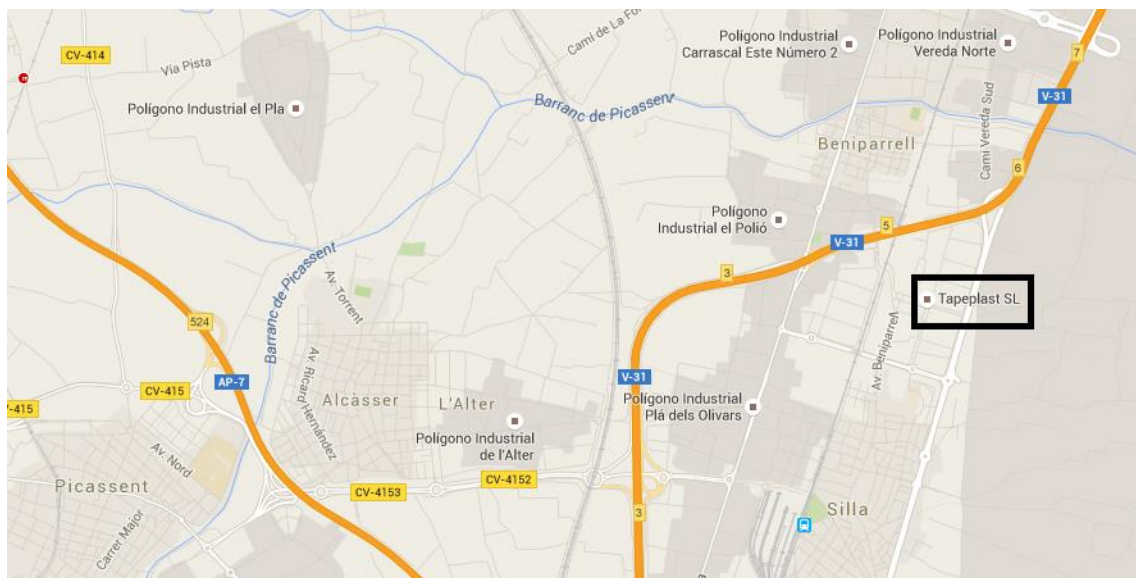 CV-414
Vía Pista
Camí de La Fo
Polígono Industrial
Carrascal Este Número 2
Polígono Industrial
Vereda Norte
7
V-31
Polígono Industrial el Pla
Barranc de Picassent
Beniparrell
Camí Vereda Sud
6
Polígono
Industrial el Polió
5
V-31
3
Barranc de Picassent
Av. Torrent
Tapeplast SL
Av. Beniparrell
524
AP-7
V-31
CV-415
V-415
Av. Ricard Hernández
Alcàsser
L'Alter
Polígono Industrial
de l'Alter
Polígono Industrial
Plá dels Olivars
Av. Nord
Picassent
Carrer Major
CV-4153
CV-4152
3
Silla